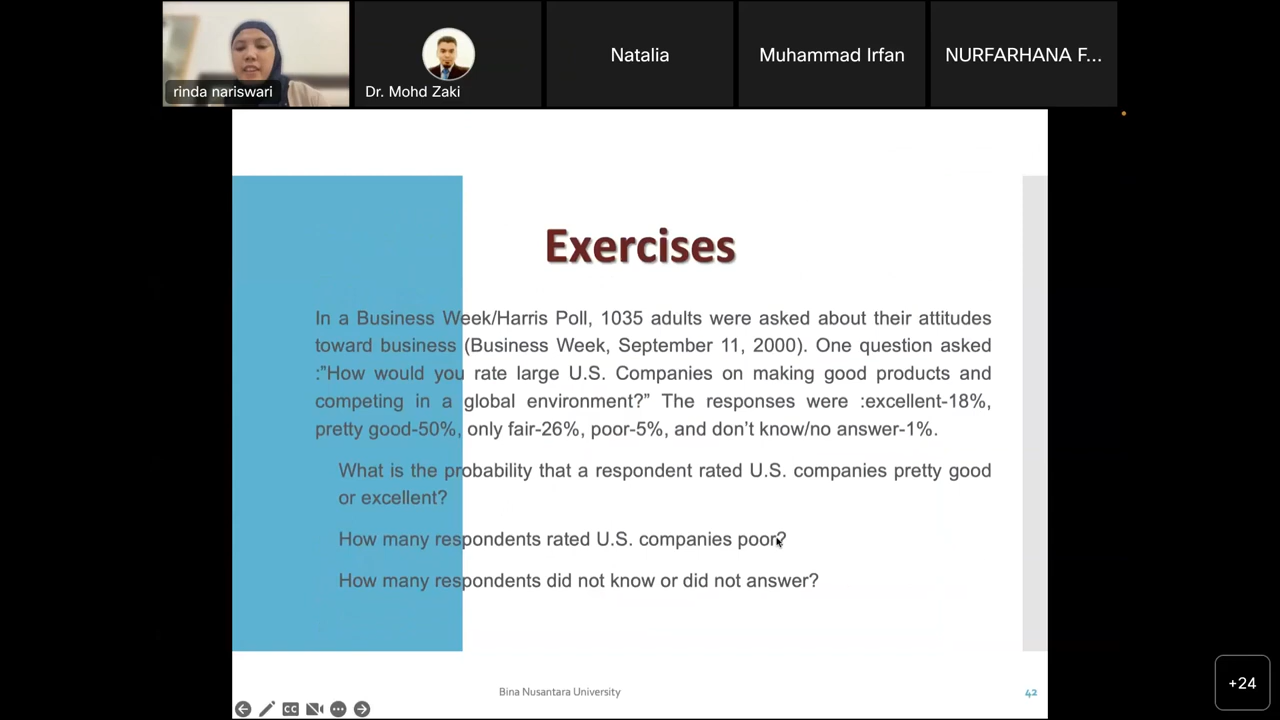 rinda nariswari
Dr. Mohd Zaki
Natalia
Muhammad Irfan
NURFARHANA F...
Exercises
In a Business Week/Harris Poll, 1035 adults were asked about their attitudes
toward business (Business Week, September 11, 2000). One question asked
:”How would you rate large U.S. Companies on making good products and
competing in a global environment?” The responses were :excellent-18%,
pretty good-50%, only fair-26%, poor-5%, and don’t know/no answer-1%.
What is the probability that a respondent rated U.S. companies pretty good
or excellent?
How many respondents rated U.S. companies poor?
How many respondents did not know or did not answer?
Bina Nusantara University
42
CC
+24